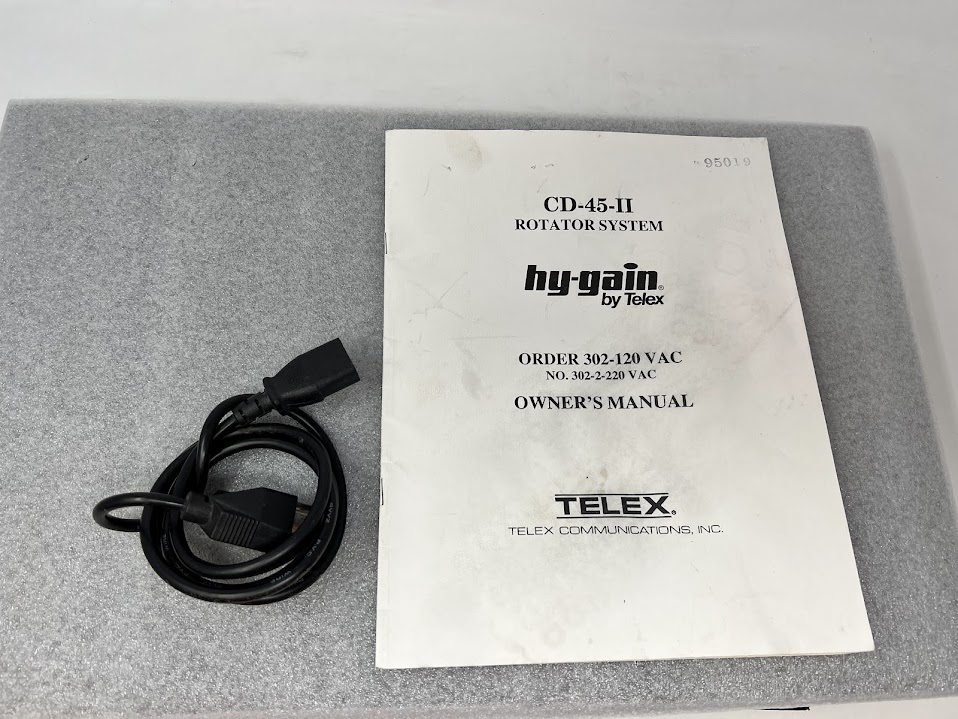 95019
CD-45-II
ROTATOR SYSTEM
hy-gain®
by Telex
ORDER 302-120 VAC
NO. 302-2-220 VAC
OWNER'S MANUAL
TELEX®
TELEX COMMUNICATIONS, INC.
WIRE